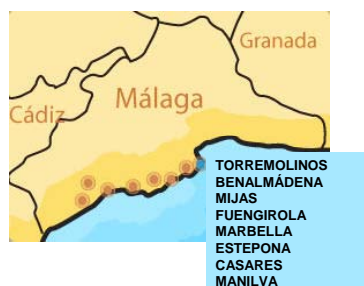 Granada
Málaga
Cádiz
TORREMOLINOS
BENALMÁDENA
MIJAS
FUENGIROLA
MARBELLA
ESTEPONA
CASARES
MANILVA